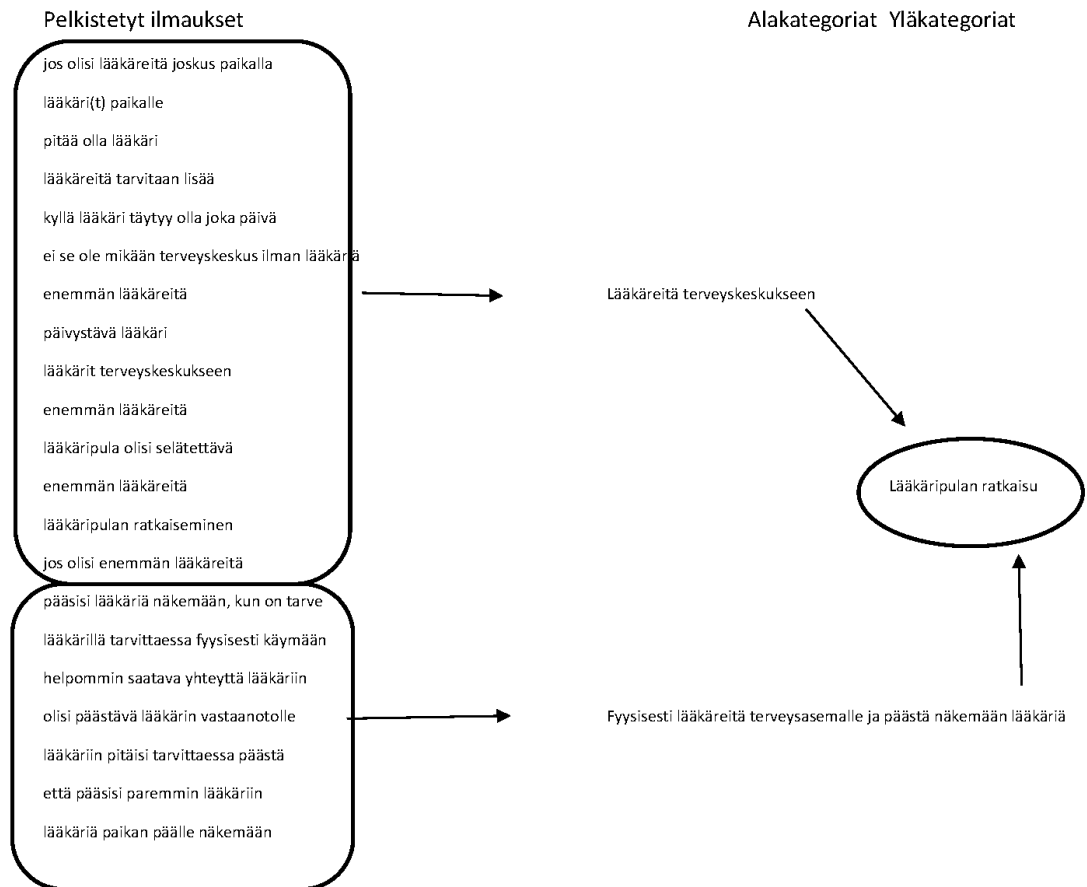 Pelkistetyt ilmaukset
Alakategoriat Yläkategoriat
jos olisi lääkäreitä joskus paikalla
lääkäri(t) paikalle
pitää olla lääkäri
lääkäreitä tarvitaan lisää
kyllä lääkäri täytyy olla joka päivä
ei se ole mikään terveyskeskus ilman lääkäriä
enemmän lääkäreitä
päivystävä lääkäri
lääkärit terveyskeskukseen
enemmän lääkäreitä
lääkäripula olisi selätettävä
enemmän lääkäreitä
lääkäripulan ratkaiseminen
jos olisi enemmän lääkäreitä
pääsisi lääkäriä näkemään, kun on tarve
lääkärillä tarvittaessa fyysisesti käymään
helpommin saatava yhteyttä lääkäriin
olisi päästävä lääkärin vastaanotolle
lääkäriin pitäisi tarvittaessa päästä
että pääsisi paremmin lääkäriin
lääkäriä paikan päälle näkemään
Lääkäreitä terveyskeskukseen
Fyysisesti lääkäreitä terveysasemalle ja päästä näkemään lääkäriä
Lääkäripulan ratkaisu